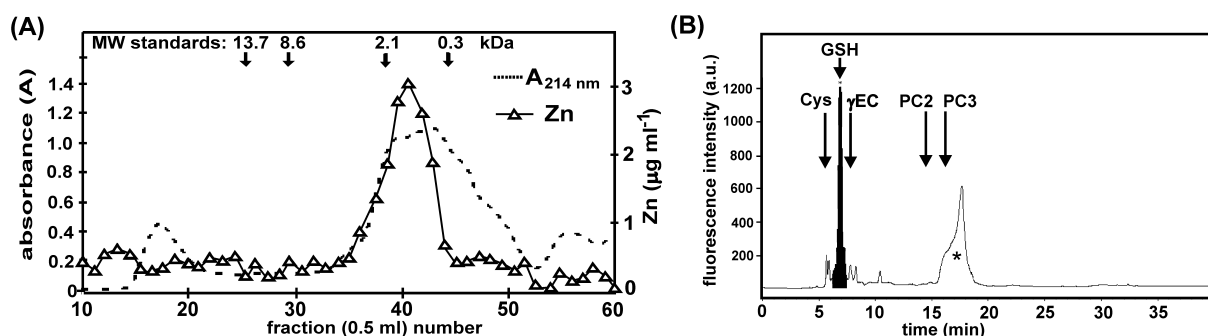 (A)
MW standards: 13.7 8.6 2.1 0.3 kDa
A214 nm
Zn
absorbance (A)
1.4
1.2
1.0
0.8
0.6
0.4
0.2
0
3
2
1
0
Zn (µg ml-1)
10 20 30 40 50 60
fraction (0.5 ml) number
(B)
GSH
Cys γEC PC2 PC3
fluorescence intensity (a.u.)
1200
1000
800
600
400
200
*
0 5 10 15 20 25 30 35
time (min)